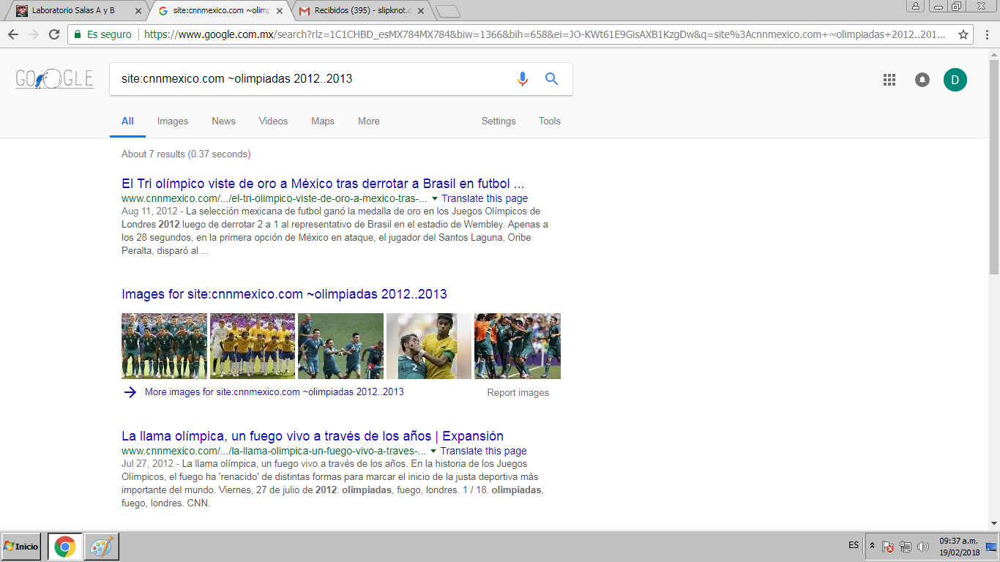 Laboratorio Salas A y B
site:cnnmexico.com ~olimp
Recibidos (395) - slipknot.d
Es seguro
https://www.google.com.mx/search?rlz=1C1CHBD_esMX784MX784&biw=1366&bih=658&ei=JO-KWt61E9GisAXB1KzgDw&q=site%3Acnnmexico.com+~olimpiadas+2012..201...
GOOGLE
site:cnnmexico.com ~olimpiadas 2012..2013
D
All Images News Videos Maps More Settings Tools
About 7 results (0.37 seconds)
El Tri olímpico viste de oro a México tras derrotar a Brasil en futbol ...
www.cnnmexico.com/.../el-tri-olimpico-viste-de-oro-a-mexico-tras-... Translate this page
Aug 11, 2012 - La selección mexicana de futbol ganó la medalla de oro en los Juegos Olímpicos de
Londres 2012 luego de derrotar 2 a 1 al representativo de Brasil en el estadio de Wembley. Apenas a
los 28 segundos, en la primera opción de México en ataque, el jugador del Santos Laguna, Oribe
Peralta, disparó al ...
Images for site:cnnmexico.com ~olimpiadas 2012..2013
More images for site:cnnmexico.com ~olimpiadas 2012..2013
Report images
La llama olímpica, un fuego vivo a través de los años | Expansión
www.cnnmexico.com/.../la-llama-olimpica-un-fuego-vivo-a-traves-... Translate this page
Jul 27, 2012 - La llama olímpica, un fuego vivo a través de los años. En la historia de los Juegos
Olímpicos, el fuego ha 'renacido' de distintas formas para marcar el inicio de la justa deportiva más
importante del mundo. Viernes, 27 de julio de 2012. olimpiadas, fuego, londres. 1 / 18. olimpiadas,
fuego, londres. CNN.
Inicio
ES
09:37 a.m.
19/02/2018